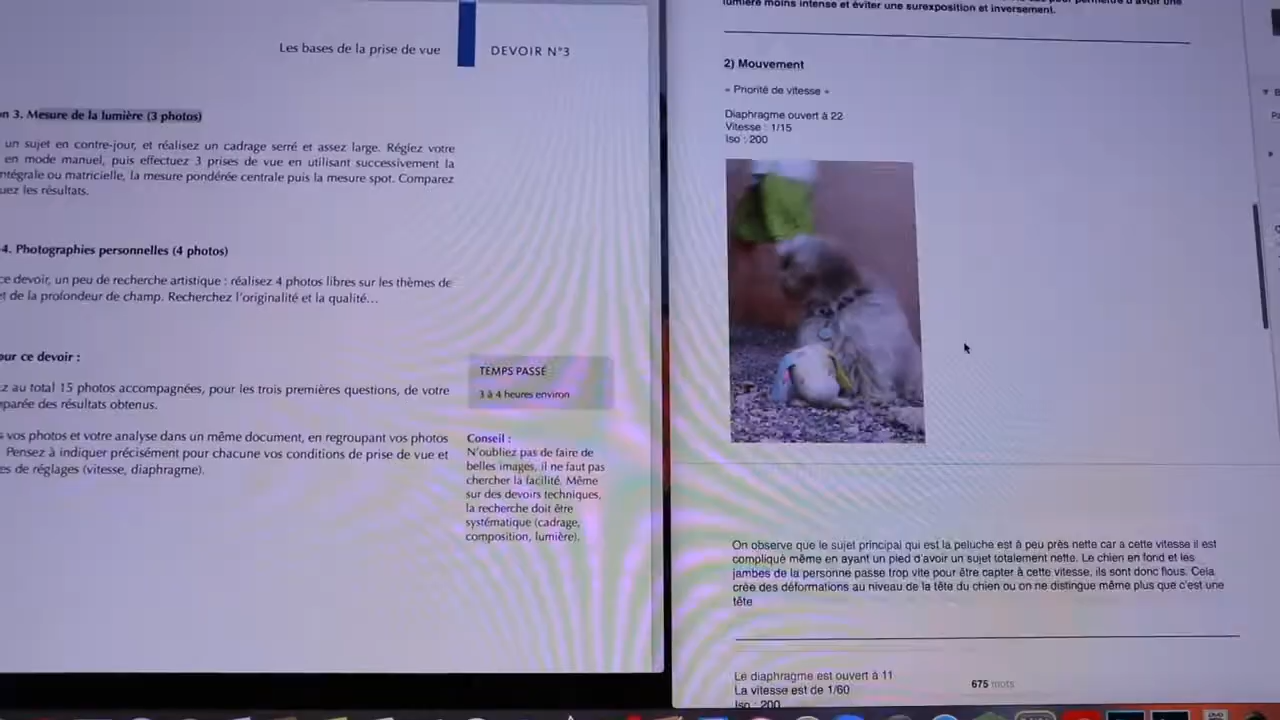 Les bases de la prise de vue
DEVOIR N°3
on 3. Mesure de la lumière (3 photos)
un sujet en contre-jour, et réalisez un cadrage serré et assez large. Réglez votre
en mode manuel, puis effectuez 3 prises de vue en utilisant successivement la
ntégrale ou matricielle, la mesure pondérée centrale puis la mesure spot. Comparez
uez les résultats.
4. Photographies personnelles (4 photos)
ce devoir, un peu de recherche artistique : réalisez 4 photos libres sur les thèmes de
et de la profondeur de champ. Recherchez l'originalité et la qualité…
our ce devoir :
z au total 15 photos accompagnées, pour les trois premières questions, de votre
parée des résultats obtenus.
s vos photos et votre analyse dans un même document, en regroupant vos photos
Pensez à indiquer précisément pour chacune vos conditions de prise de vue et
es de réglages (vitesse, diaphragme).
TEMPS PASSÉ
3 à 4 heures environ
Conseil :
N'oubliez pas de faire de
belles images, il ne faut pas
chercher la facilité. Même
sur des devoirs techniques,
la recherche doit être
systématique (cadrage,
composition, lumière).
lumière moins intense et éviter une surexposition et inversement.
2) Mouvement
« Priorité de vitesse »
Diaphragme ouvert à 22
Vitesse : 1/15
Iso : 200
On observe que le sujet principal qui est la peluche est à peu près nette car a cette vitesse il est
compliqué même en ayant un pied d'avoir un sujet totalement nette. Le chien en fond et les
jambes de la personne passe trop vite pour être capter à cette vitesse, ils sont donc flous. Cela
crée des déformations au niveau de la tête du chien ou on ne distingue même plus que c'est une
tête
Le diaphragme est ouvert à 11
La vitesse est de 1/60
Iso : 200
675 mots